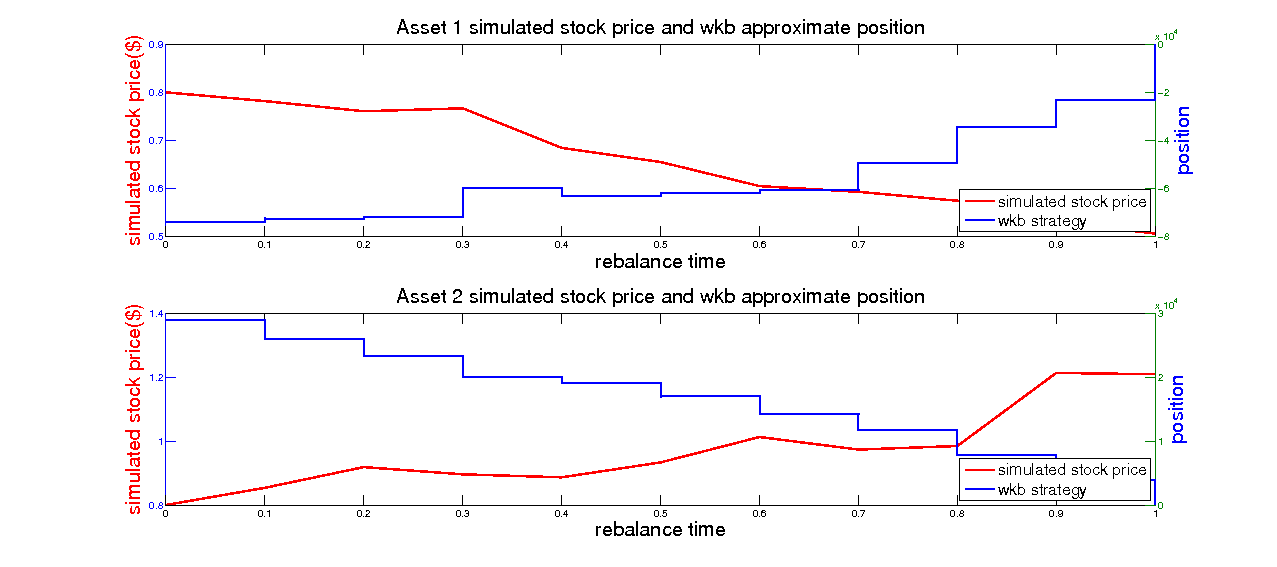 Asset 1 simulated stock price and wkb approximate position
x 10^4
simulated stock price($)
0.9
0.8
0.7
0.6
0.5
0
-2
-4
-6
-8
position
simulated stock price
wkb strategy
0 0.1 0.2 0.3 0.4 0.5 0.6 0.7 0.8 0.9 1
rebalance time
Asset 2 simulated stock price and wkb approximate position
x 10^4
simulated stock price($)
1.4
1.2
1
0.8
3
2
1
0
position
simulated stock price
wkb strategy
0 0.1 0.2 0.3 0.4 0.5 0.6 0.7 0.8 0.9 1
rebalance time